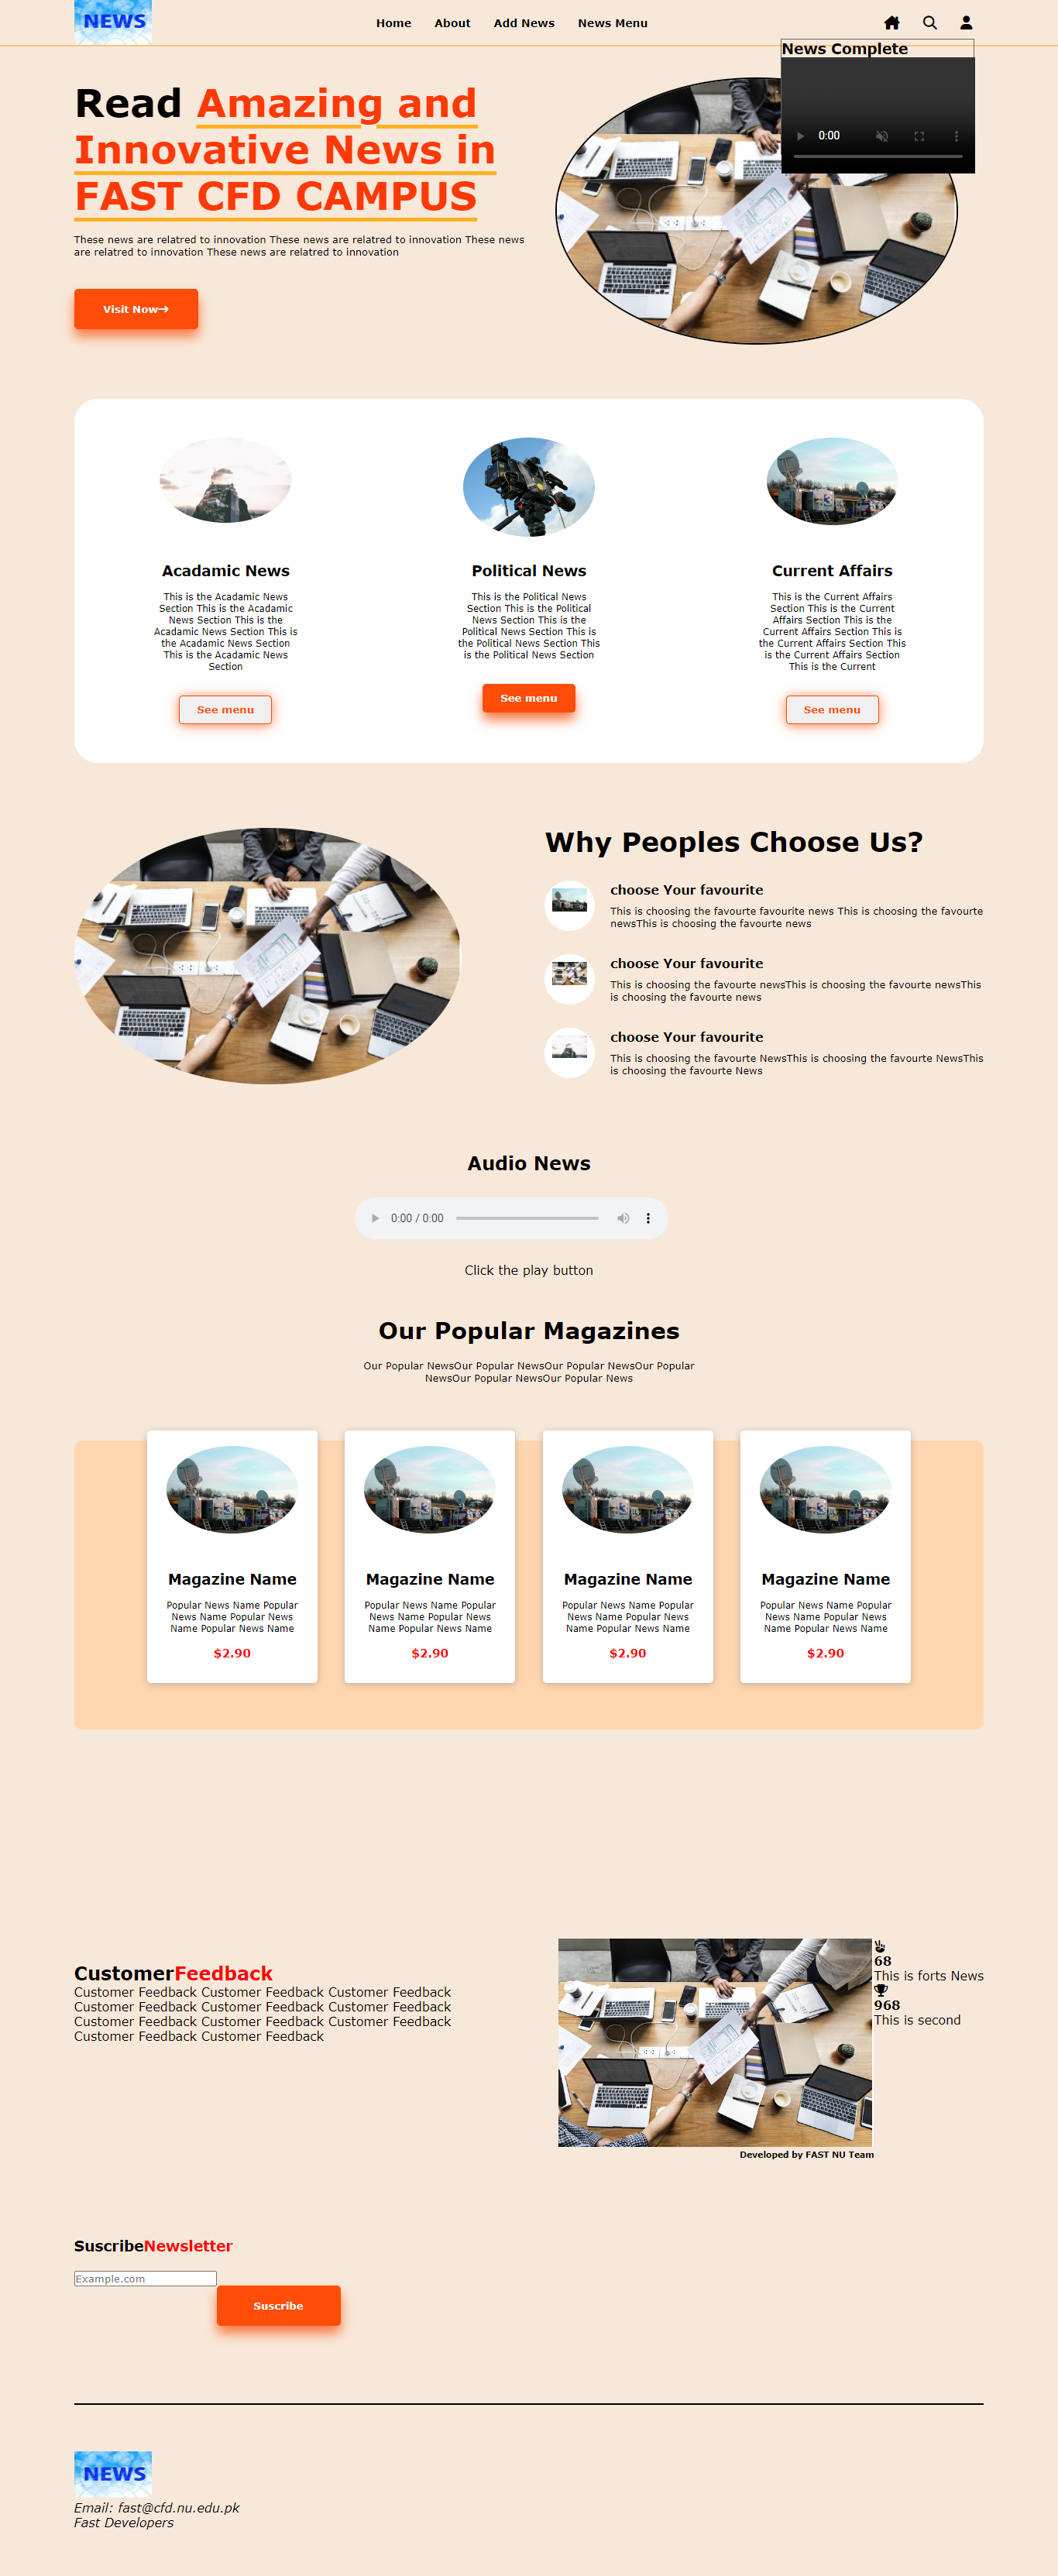 NEWS
Home About Add News News Menu
News Complete
0:00
Read Amazing and
Innovative News in
FAST CFD CAMPUS
These news are relatred to innovation These news are relatred to innovation These news
are relatred to innovation These news are relatred to innovation
Visit Now→
Acadamic News
This is the Acadamic News
Section This is the Acadamic
News Section This is the
Acadamic News Section This is
the Acadamic News Section
This is the Acadamic News
Section
See menu
Political News
This is the Political News
Section This is the Political
News Section This is the
Political News Section This is
the Political News Section This
is the Political News Section
See menu
Current Affairs
This is the Current Affairs
Section This is the Current
Affairs Section This is the
Current Affairs Section This is
the Current Affairs Section This
is the Current Affairs Section
This is the Current
See menu
Why Peoples Choose Us?
choose Your favourite
This is choosing the favourte favourite news This is choosing the favourte
newsThis is choosing the favourte news
choose Your favourite
This is choosing the favourte newsThis is choosing the favourte newsThis
is choosing the favourte news
choose Your favourite
This is choosing the favourte NewsThis is choosing the favourte NewsThis
is choosing the favourte News
Audio News
0:00 / 0:00
Click the play button
Our Popular Magazines
Our Popular NewsOur Popular NewsOur Popular NewsOur Popular
NewsOur Popular NewsOur Popular News
Magazine Name
Popular News Name Popular
News Name Popular News
Name Popular News Name
$2.90
Magazine Name
Popular News Name Popular
News Name Popular News
Name Popular News Name
$2.90
Magazine Name
Popular News Name Popular
News Name Popular News
Name Popular News Name
$2.90
Magazine Name
Popular News Name Popular
News Name Popular News
Name Popular News Name
$2.90
CustomerFeedback
Customer Feedback Customer Feedback Customer Feedback
Customer Feedback Customer Feedback Customer Feedback
Customer Feedback Customer Feedback Customer Feedback
Customer Feedback Customer Feedback
68
This is forts News
968
This is second
Developed by FAST NU Team
SuscribeNewsletter
Example.com
Suscribe
NEWS
Email: fast@cfd.nu.edu.pk
Fast Developers